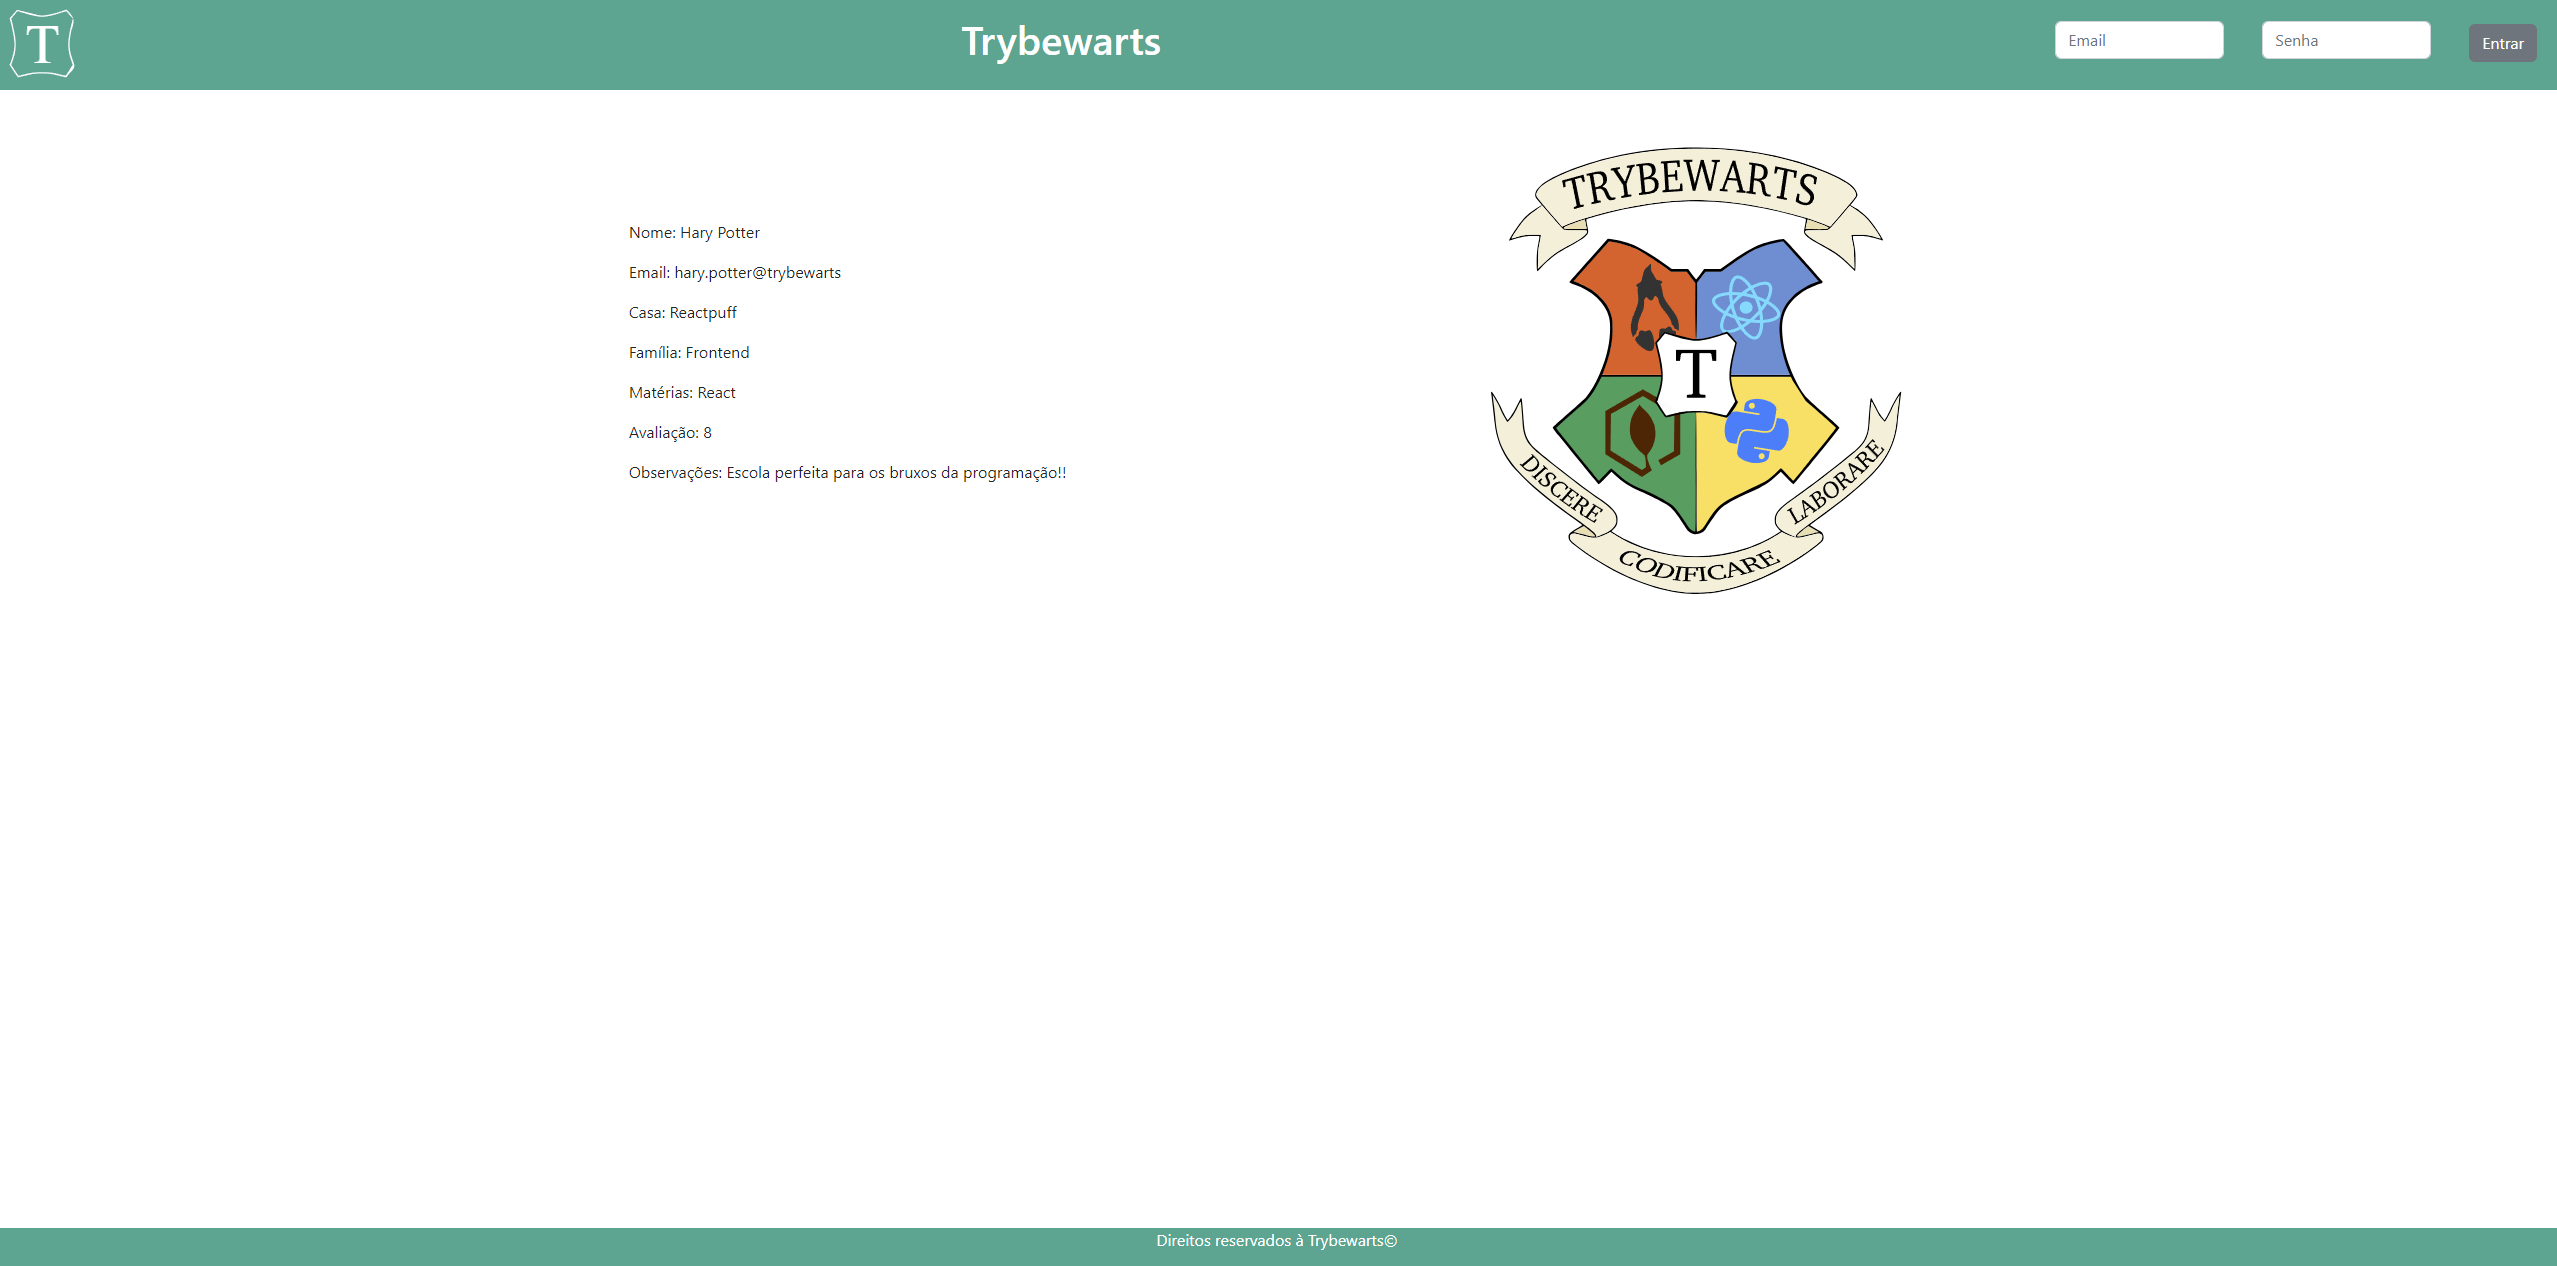 T
Trybewarts
Email
Senha
Entrar
Nome: Hary Potter
Email: hary.potter@trybewarts
Casa: Reactpuff
Família: Frontend
Matérias: React
Avaliação: 8
Observações: Escola perfeita para os bruxos da programação!!
TRYBEWARTS
T
DISCERE
CODIFICARE
LABORARE
Direitos reservados à Trybewarts©